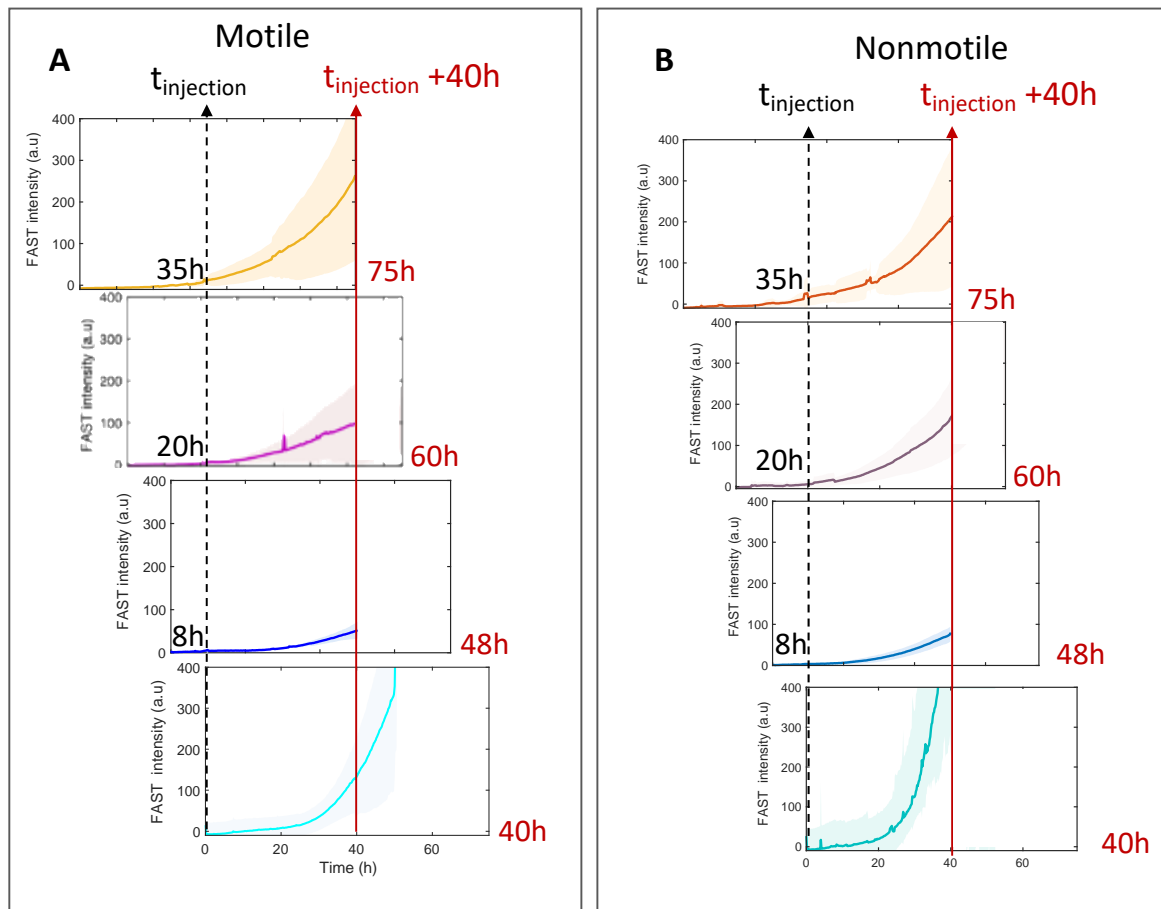 A
Motile
t injection
t injection +40h
FAST intensity (a.u)
400
300
200
100
0
35h
75h
FAST intensity (a.u)
400
300
200
100
0
20h
60h
FAST intensity (a.u)
400
300
200
100
0
8h
48h
FAST intensity (a.u)
400
300
200
100
0
40h
0 20 40 60
Time (h)
B
Nonmotile
t injection
t injection +40h
FAST intensity (a.u)
400
300
200
100
0
35h
75h
FAST intensity (a.u)
400
300
200
100
0
20h
60h
FAST intensity (a.u)
400
300
200
100
0
8h
48h
FAST intensity (a.u)
400
300
200
100
0
40h
0 20 40 60